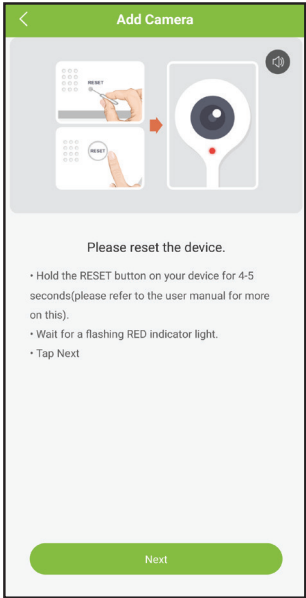 Add Camera
RESET
RESET
Please reset the device.
• Hold the RESET button on your device for 4-5
seconds(please refer to the user manual for more
on this).
• Wait for a flashing RED indicator light.
• Tap Next
Next